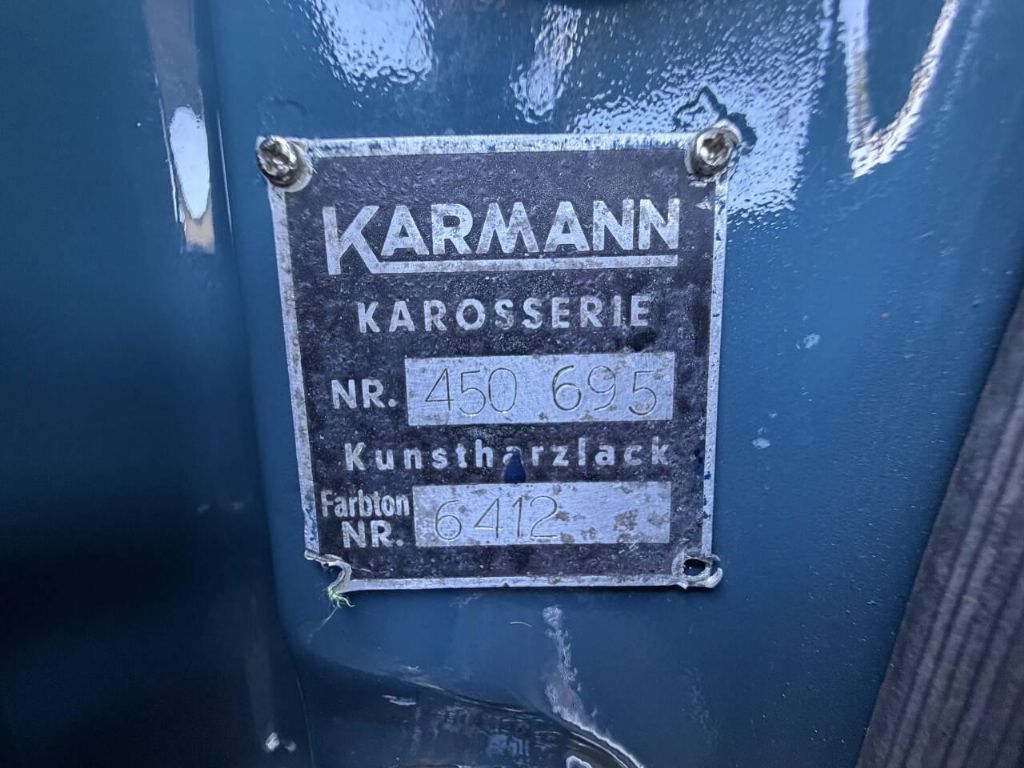 KARMANN
KAROSSERIE
NR. 450 695
Kunstharzlack
Farbton
NR. 6412